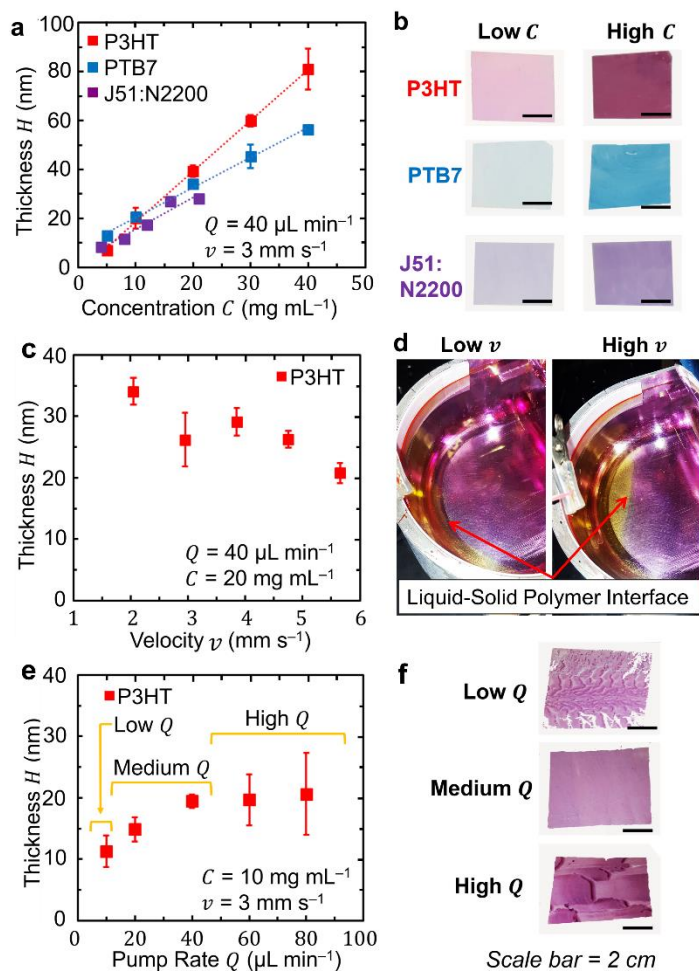 a
Thickness H (nm)
100
80
60
40
20
0
P3HT
PTB7
J51:N2200
Q = 40 µL min⁻¹
v = 3 mm s⁻¹
0 10 20 30 40 50
Concentration C (mg mL⁻¹)
b
Low C High C
P3HT
PTB7
J51:
N2200
c
Thickness H (nm)
40
30
20
10
0
P3HT
Q = 40 µL min⁻¹
C = 20 mg mL⁻¹
1 2 3 4 5 6
Velocity v (mm s⁻¹)
d
Low v High v
Liquid-Solid Polymer Interface
e
Thickness H (nm)
40
30
20
10
0
P3HT
Low Q
Medium Q
High Q
C = 10 mg mL⁻¹
v = 3 mm s⁻¹
0 20 40 60 80 100
Pump Rate Q (µL min⁻¹)
f
Low Q
Medium Q
High Q
Scale bar = 2 cm